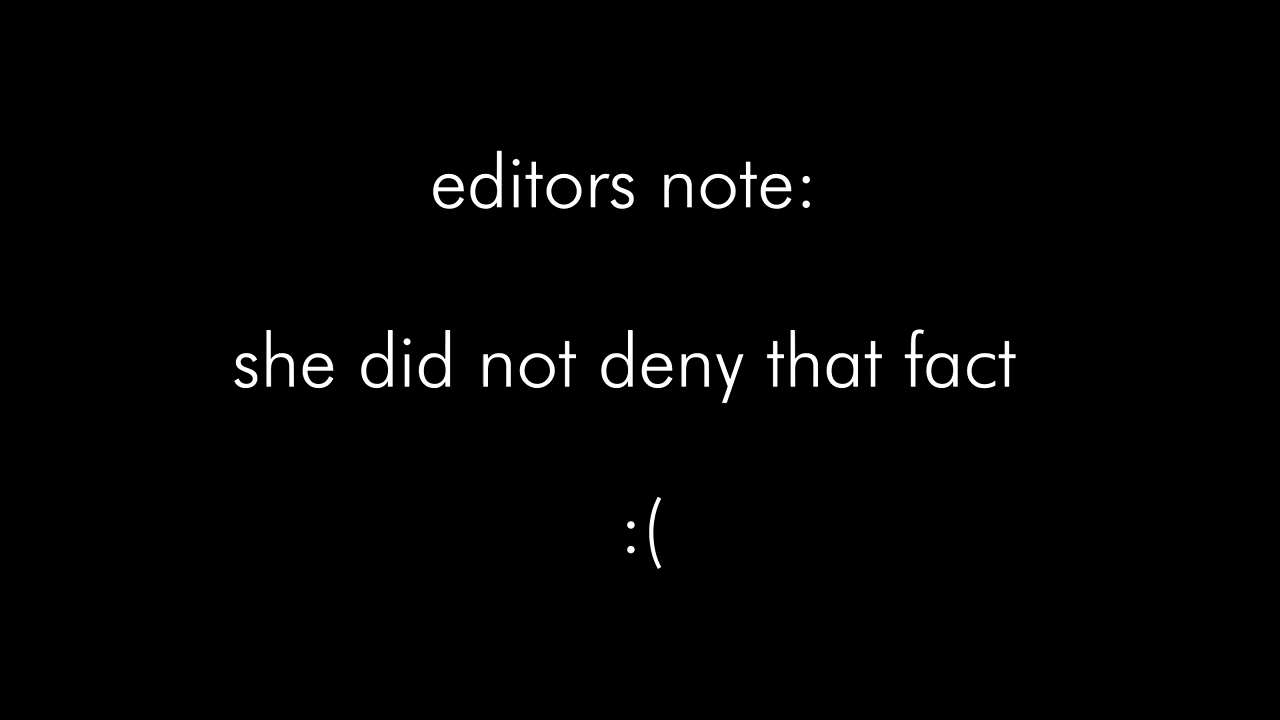 editors note:
she did not deny that fact
:(